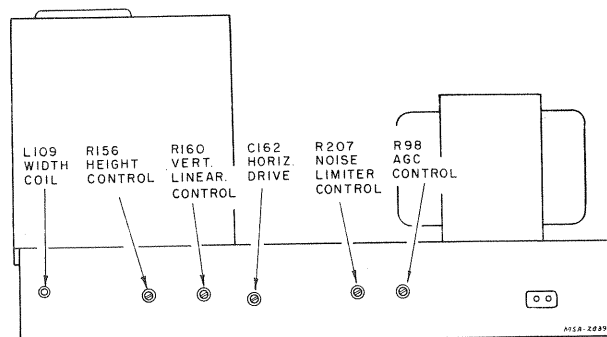 L109
WIDTH
COIL
R156
HEIGHT
CONTROL
R160
VERT.
LINEAR.
CONTROL
C162
HORIZ.
DRIVE
R207
NOISE
LIMITER
CONTROL
R98
AGC
CONTROL
MSA-2039